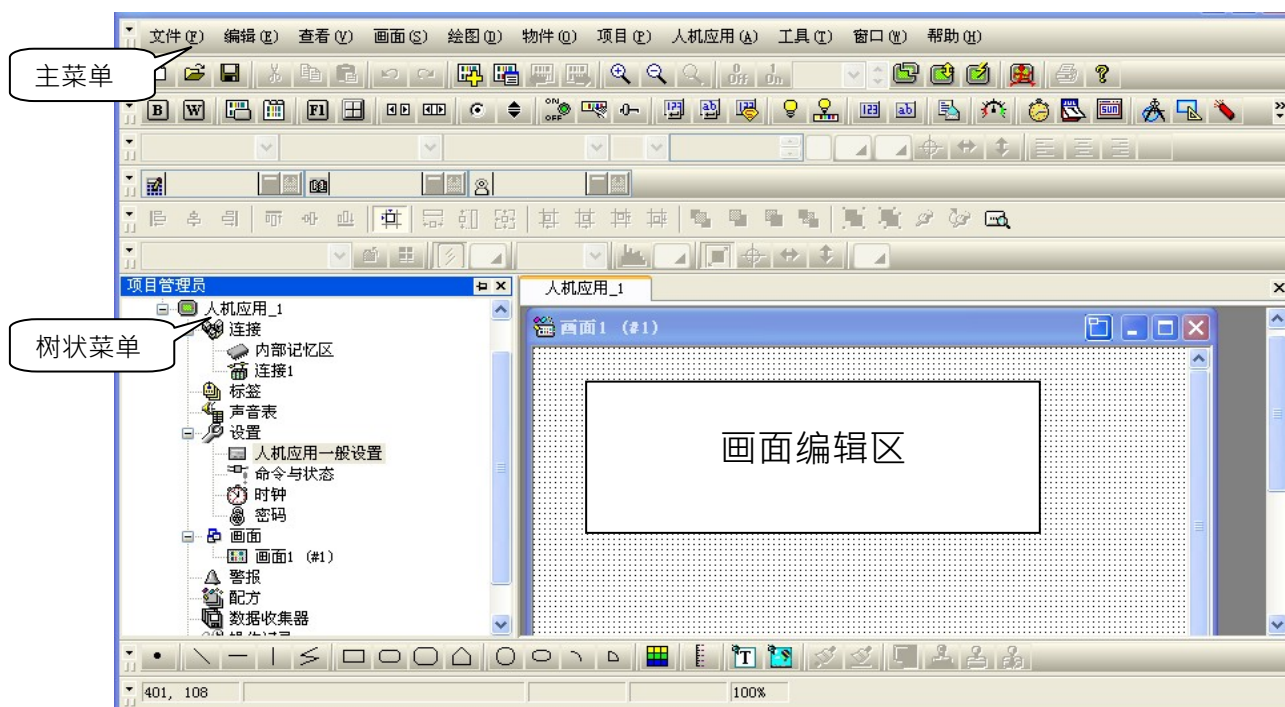 文件(F) 编辑(E) 查看(V) 画面(S) 绘图(D) 物件(O) 项目(P) 人机应用(A) 工具(T) 窗口(W) 帮助(H)
主菜单
项目管理员
人机应用_1
树状菜单
连接
内部记忆区
连接1
标签
声音表
设置
人机应用一般设置
命令与状态
时钟
密码
画面
画面1 (#1)
警报
配方
数据收集器
人机应用_1
画面1 (#1)
画面编辑区
401, 108
100%